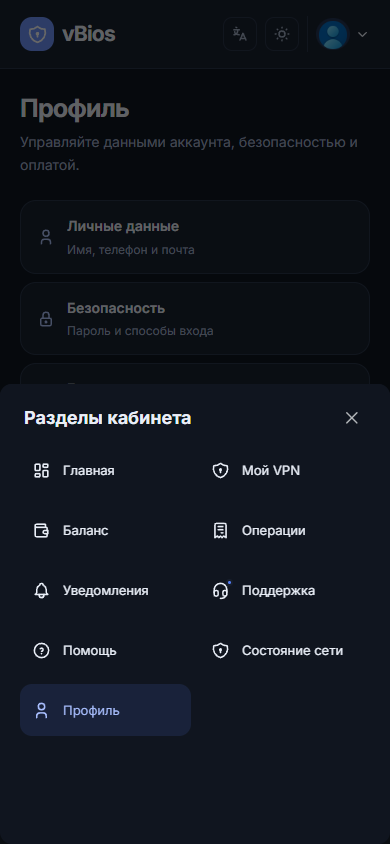 vBios
Профиль
Управляйте данными аккаунта, безопасностью и
оплатой.
Личные данные
Имя, телефон и почта
Безопасность
Пароль и способы входа
Разделы кабинета
Главная
Мой VPN
Баланс
Операции
Уведомления
Поддержка
Помощь
Состояние сети
Профиль